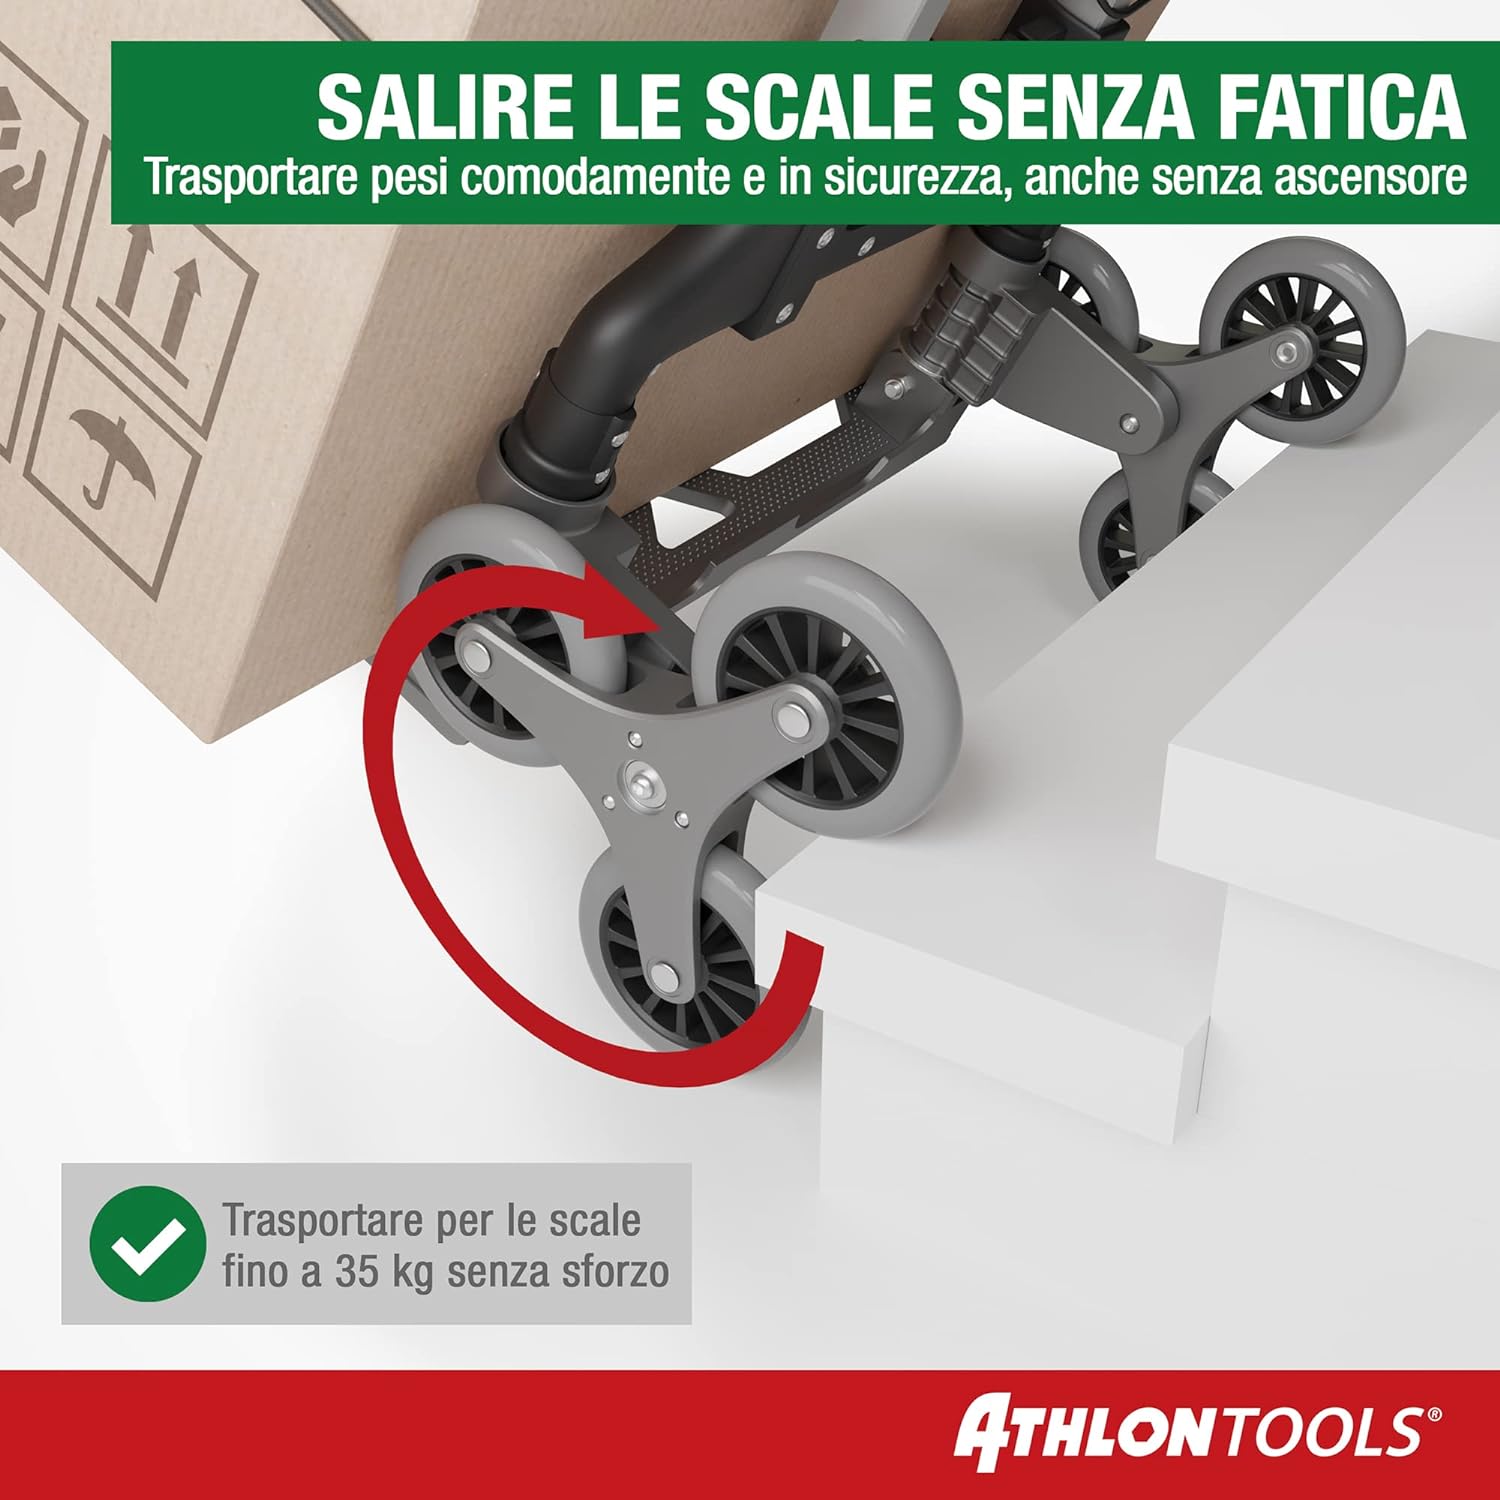 SALIRE LE SCALE SENZA FATICA
Trasportare pesi comodamente e in sicurezza, anche senza ascensore
Trasportare per le scale
fino a 35 kg senza sforzo
ATHLONTOOLS®